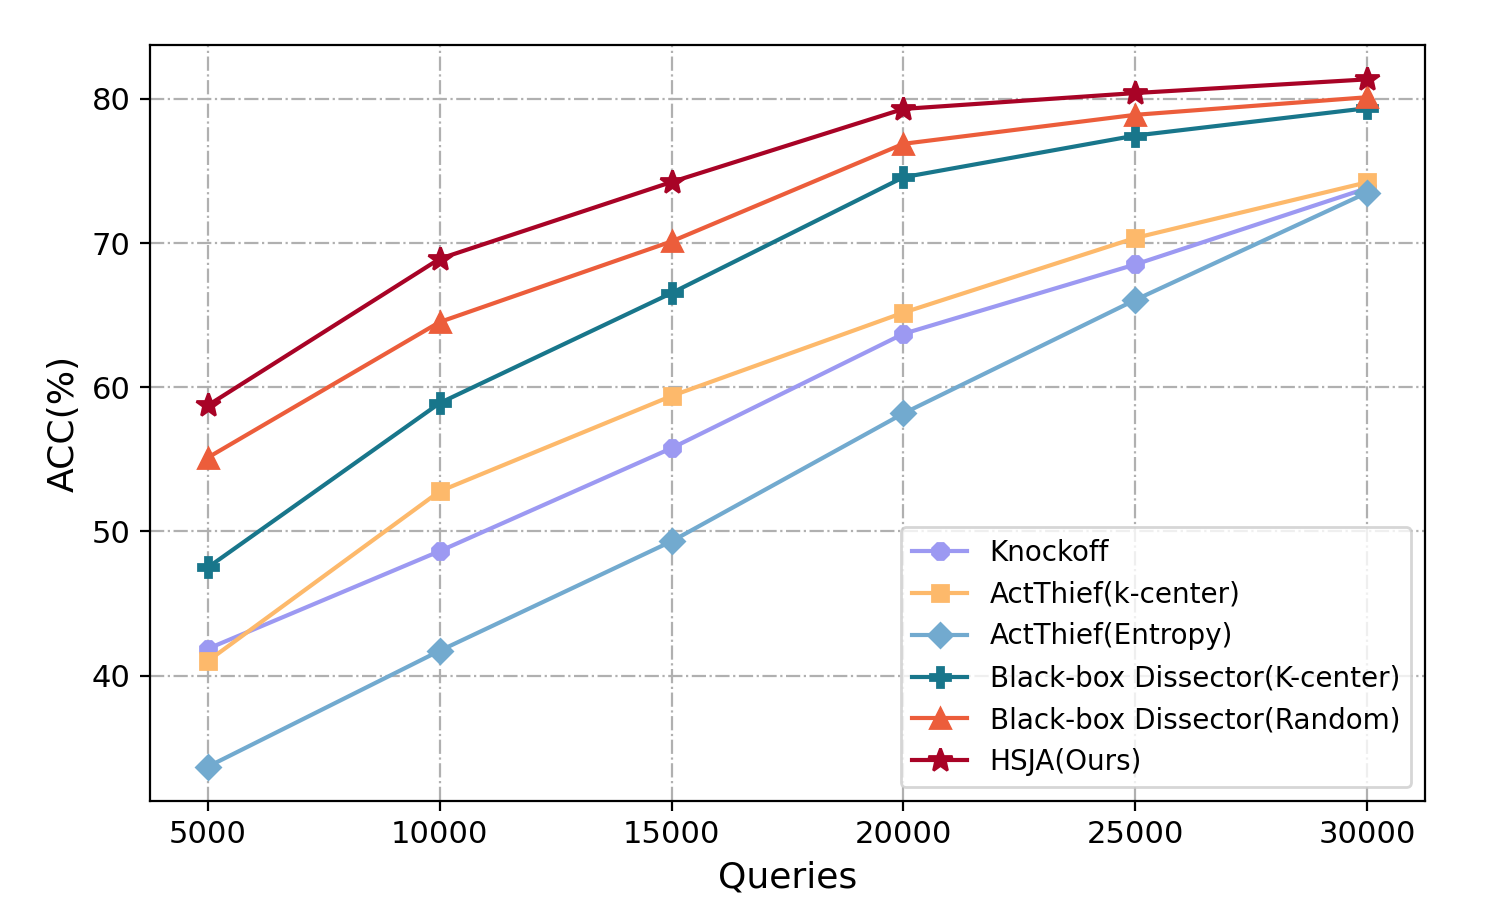 80
70
60
50
40
ACC(%)
5000 10000 15000 20000 25000 30000
Queries
Knockoff
ActThief(k-center)
ActThief(Entropy)
Black-box Dissector(K-center)
Black-box Dissector(Random)
HSJA(Ours)